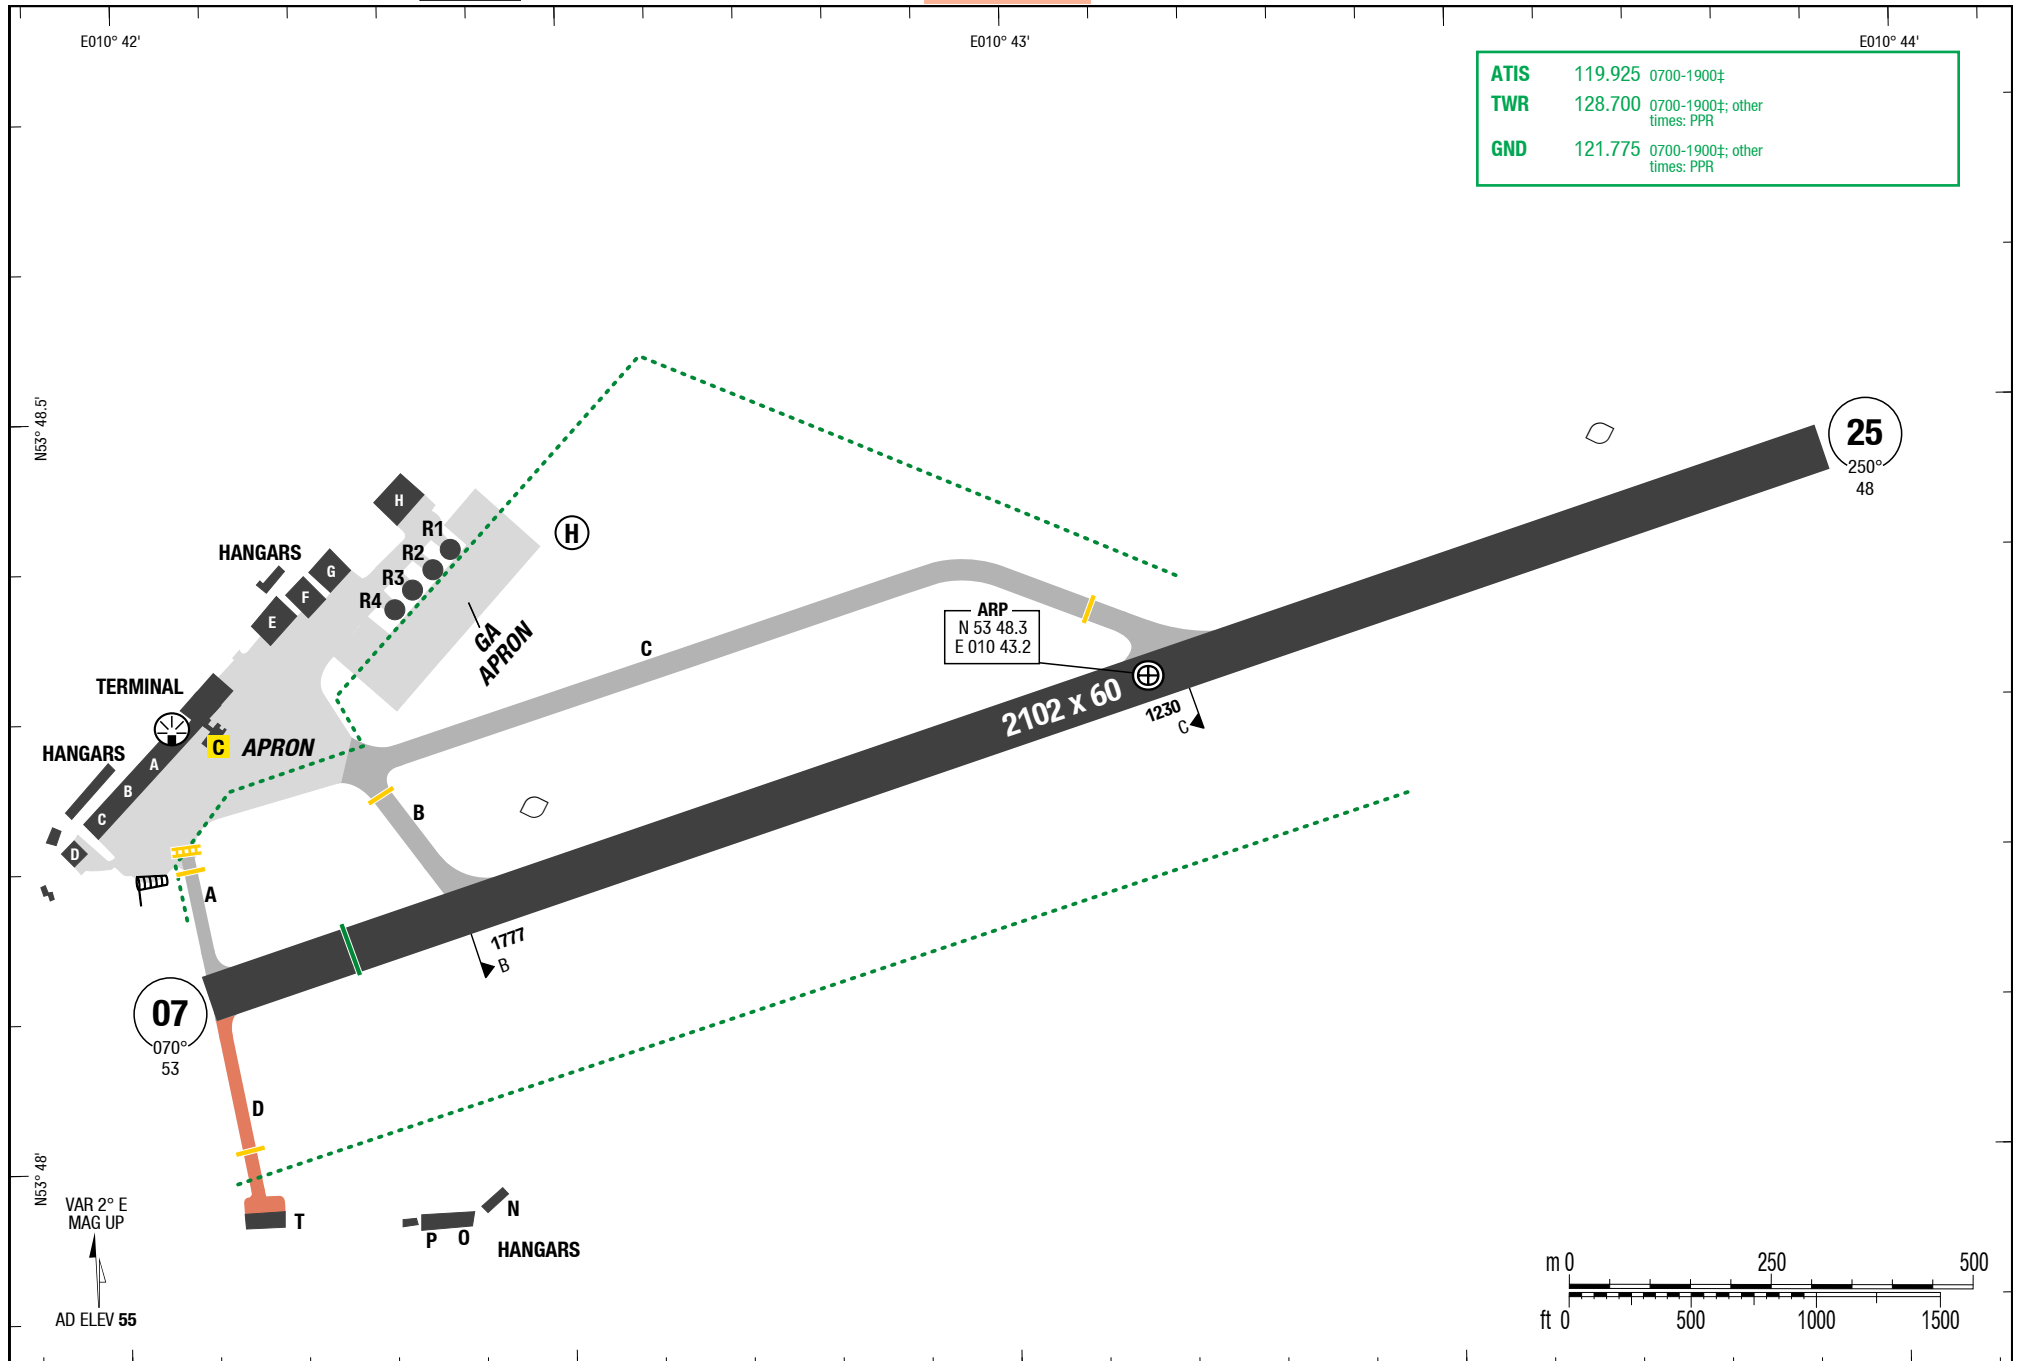 E010° 42'
E010° 43'
E010° 44'
ATIS 119.925 0700-1900‡
TWR 128.700 0700-1900‡; other
times: PPR
GND 121.775 0700-1900‡; other
times: PPR
N53° 48.5'
25
250°
48
H
H
R1
R2
R3
R4
HANGARS
G
F
E
GA
APRON
C
ARP
N 53 48.3
E 010 43.2
TERMINAL
2102 x 60
1230
C
C
APRON
HANGARS
A
B
C
D
B
A
1777
B
07
070°
53
D
N53° 48'
T
N
P
O
HANGARS
VAR 2° E
MAG UP
AD ELEV 55
m 0 250 500
ft 0 500 1000 1500